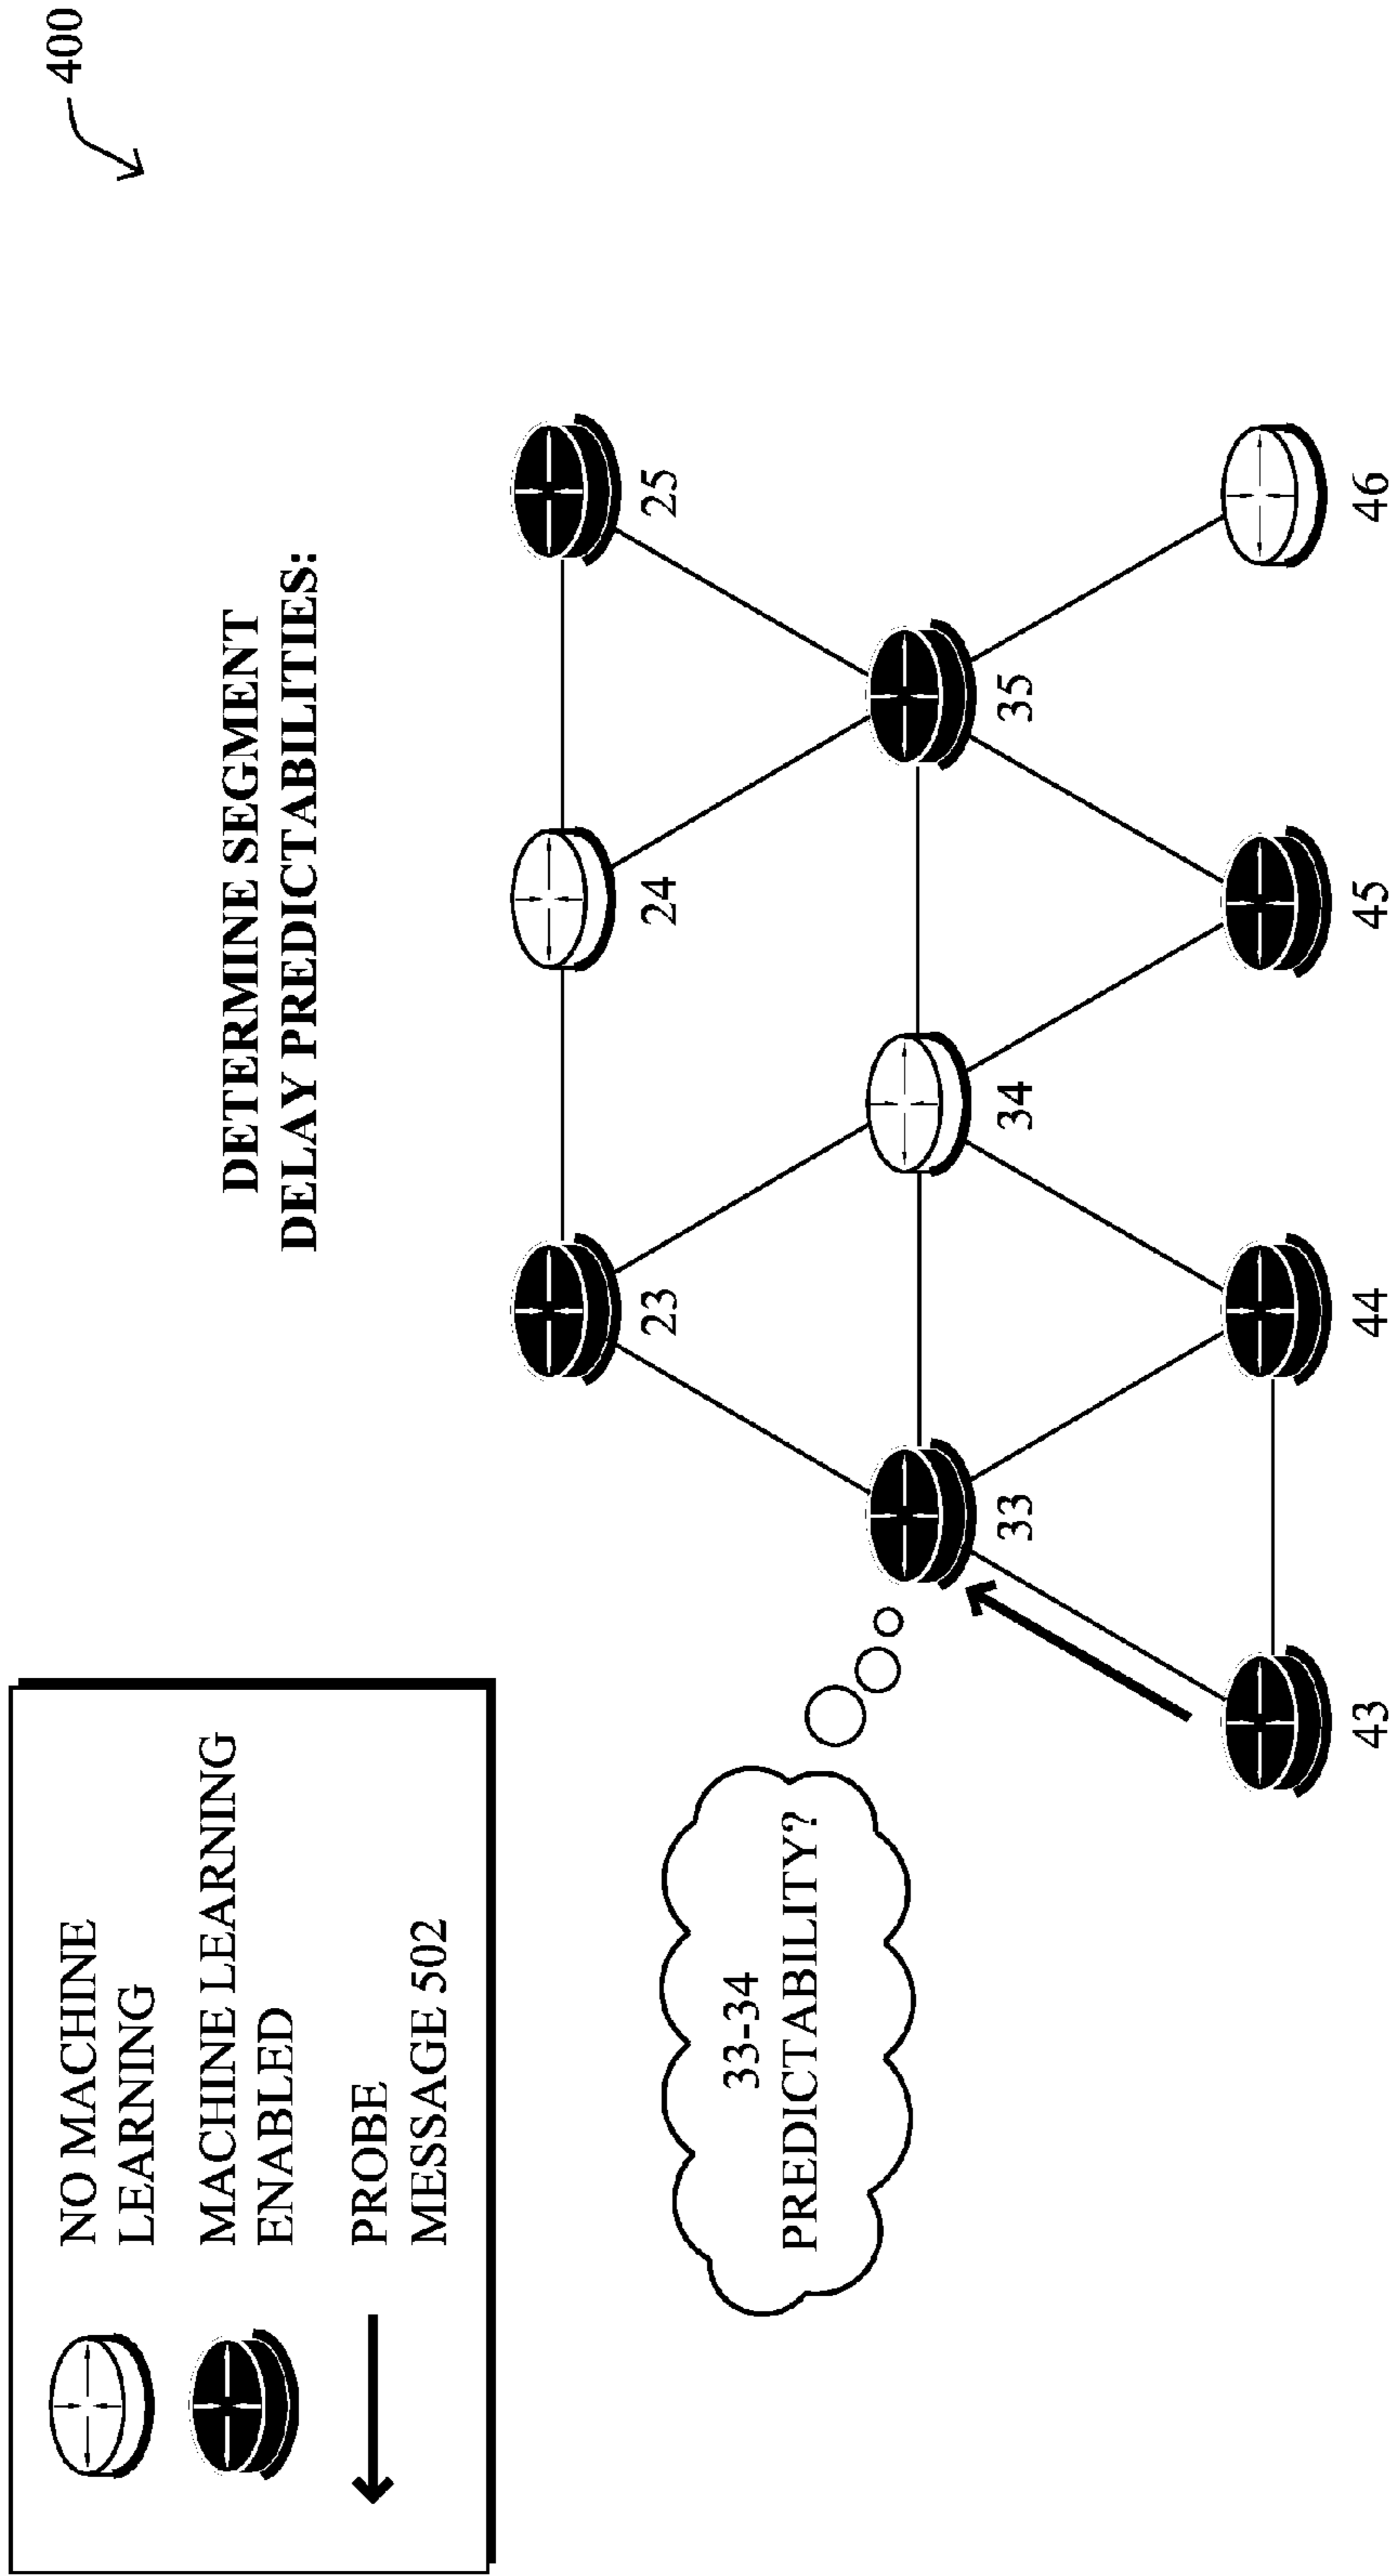 400
NO MACHINE
LEARNING
MACHINE LEARNING
ENABLED
PROBE
MESSAGE 502
DETERMINE SEGMENT
DELAY PREDICTABILITIES:
33-34
PREDICTABILITY?
23
24
25
33
34
35
43
44
45
46